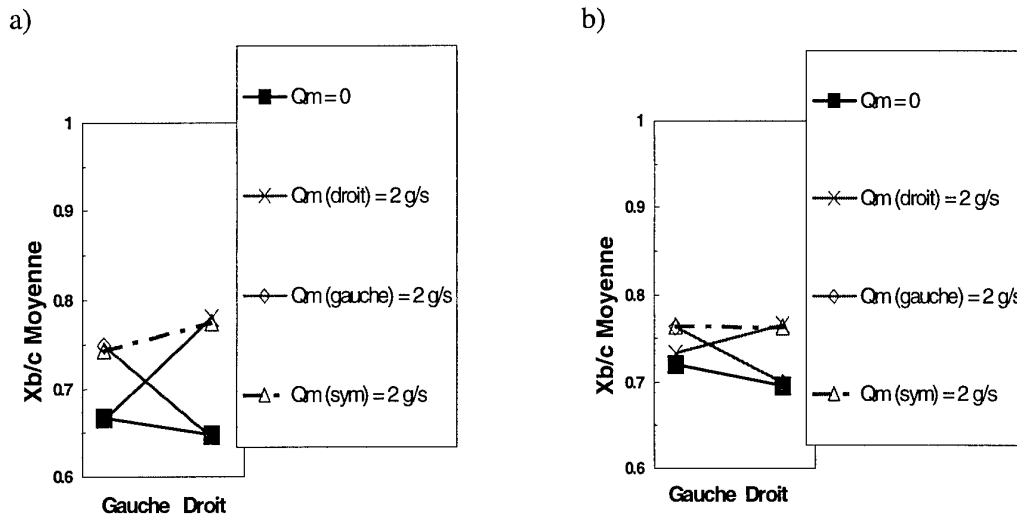 a)
Qm = 0
Qm (droit) = 2 g/s
Qm (gauche) = 2 g/s
Qm (sym) = 2 g/s
Xb/c Moyenne
1
0.9
0.8
0.7
0.6
Gauche Droit
b)
Qm = 0
Qm (droit) = 2 g/s
Qm (gauche) = 2 g/s
Qm (sym) = 2 g/s
Xb/c Moyenne
1
0.9
0.8
0.7
0.6
Gauche Droit